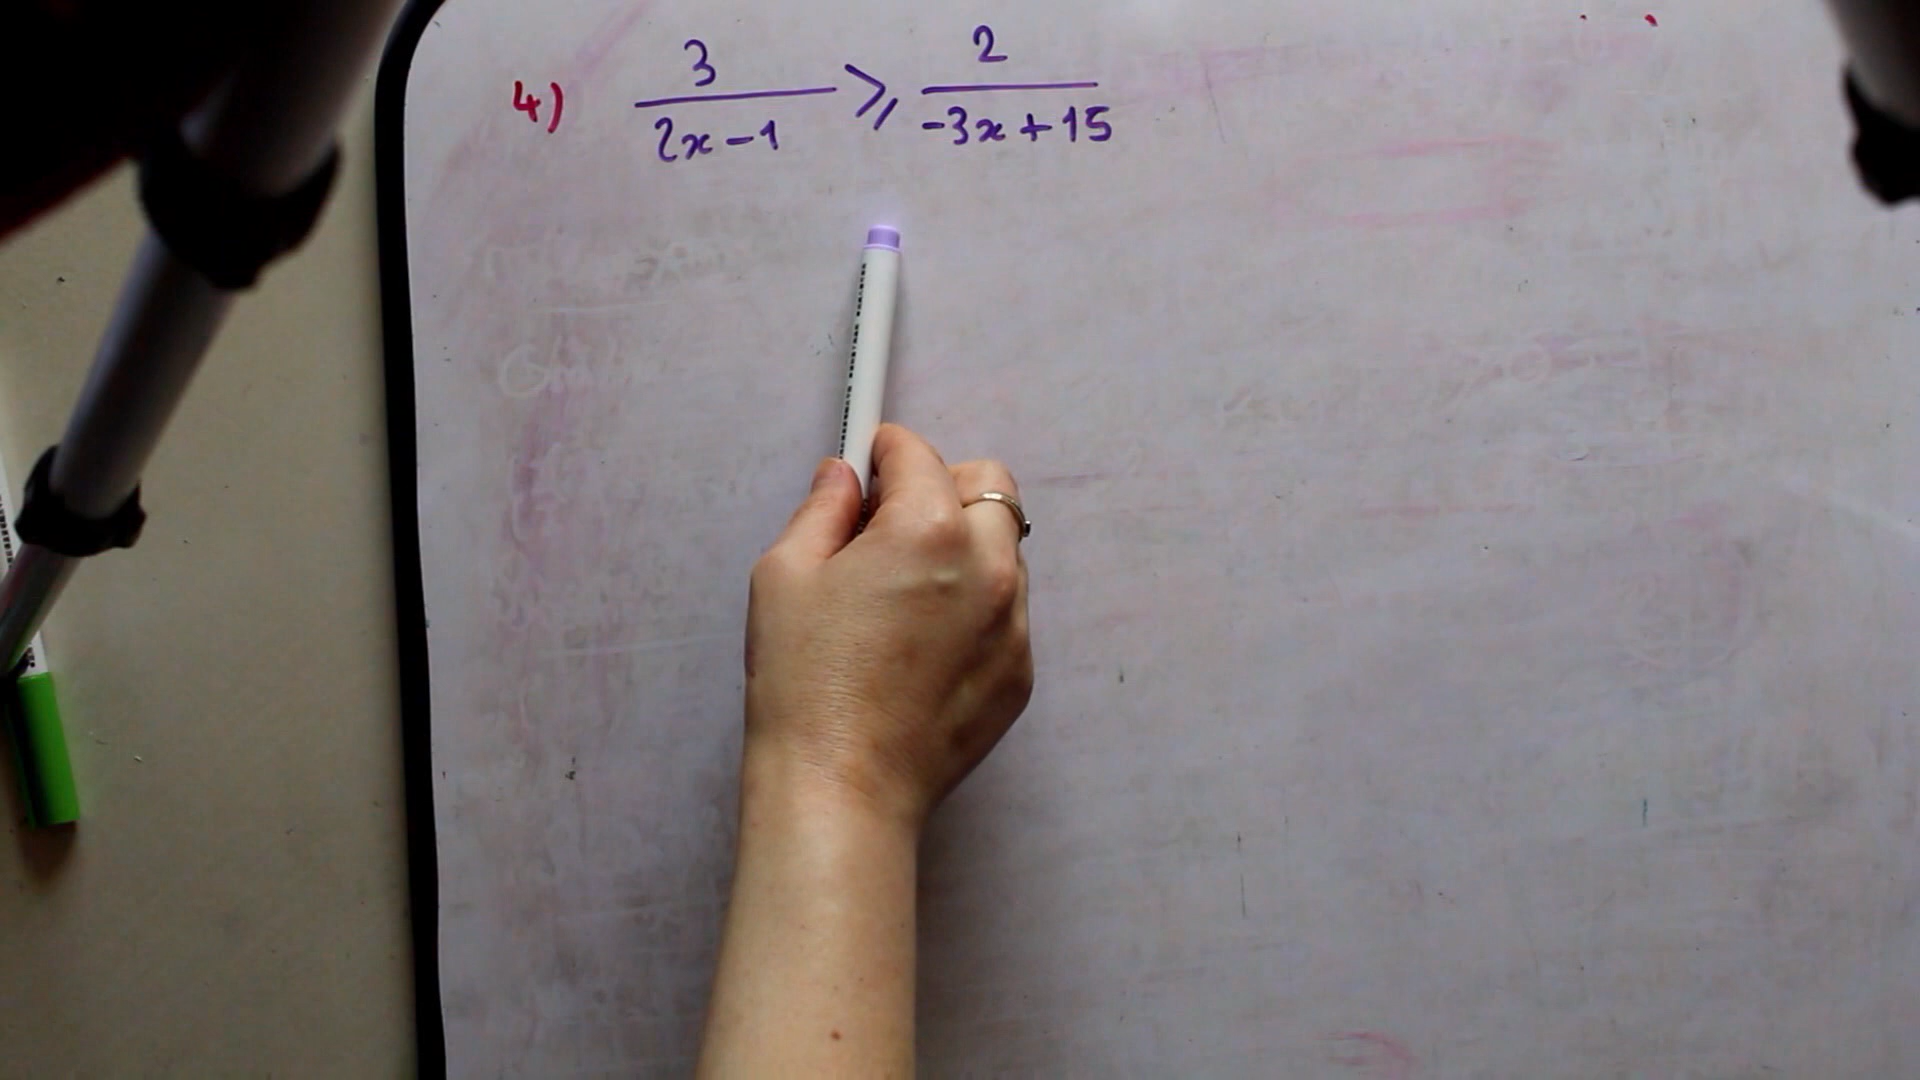 4) 3/(2x-1) ⩾ 2/(-3x+15)